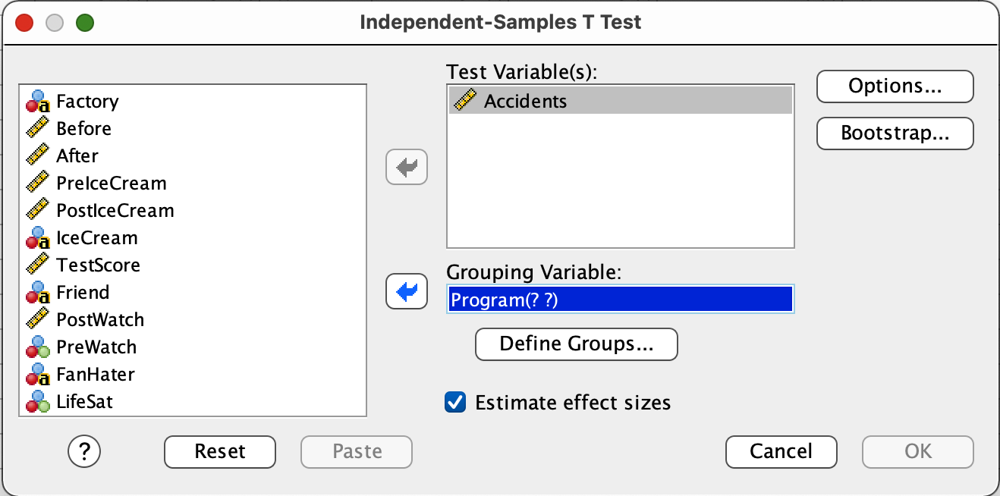 Independent-Samples T Test
Factory
Before
After
PreIceCream
PostIceCream
IceCream
TestScore
Friend
PostWatch
PreWatch
FanHater
LifeSat
Test Variable(s):
Accidents
Grouping Variable:
Program(? ?)
Define Groups...
Estimate effect sizes
Options...
Bootstrap...
?
Reset
Paste
Cancel
OK